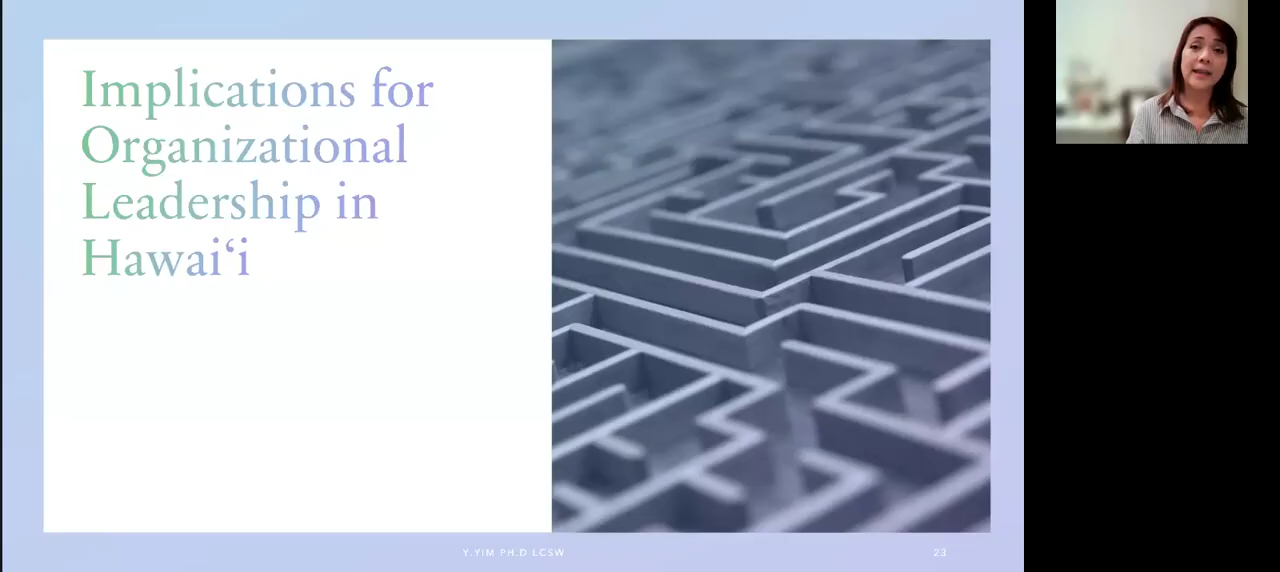 Implications for
Organizational
Leadership in
Hawaiʻi
Y.YIM PH.D LCSW
23